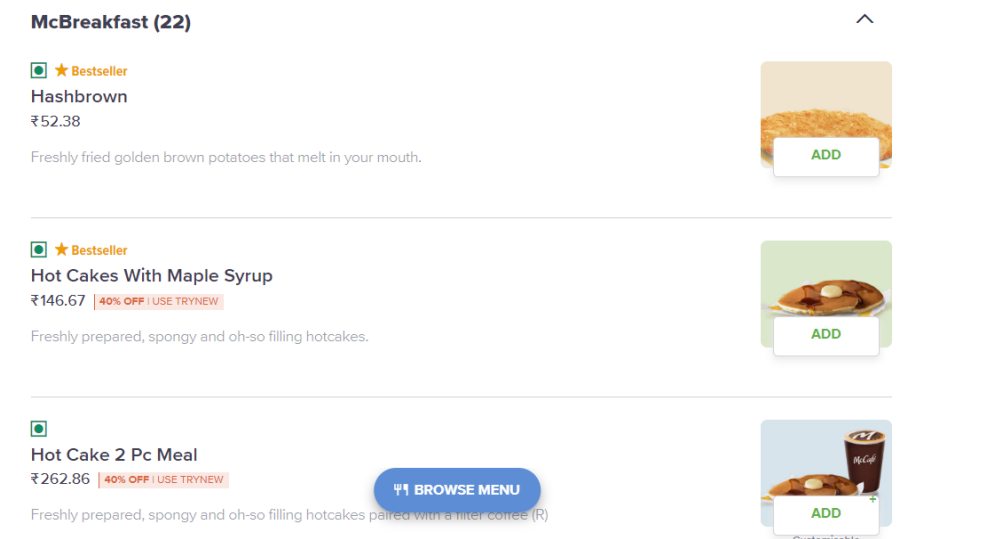 McBreakfast (22)
Bestseller
Hashbrown
₹52.38
Freshly fried golden brown potatoes that melt in your mouth.
ADD
Bestseller
Hot Cakes With Maple Syrup
₹146.67 40% OFF | USE TRYNEW
Freshly prepared, spongy and oh-so filling hotcakes.
ADD
Hot Cake 2 Pc Meal
₹262.86 40% OFF | USE TRYNEW
McCafé
BROWSE MENU
Freshly prepared, spongy and oh-so filling hotcakes paired with a filter coffee (R)
ADD +
Customisable